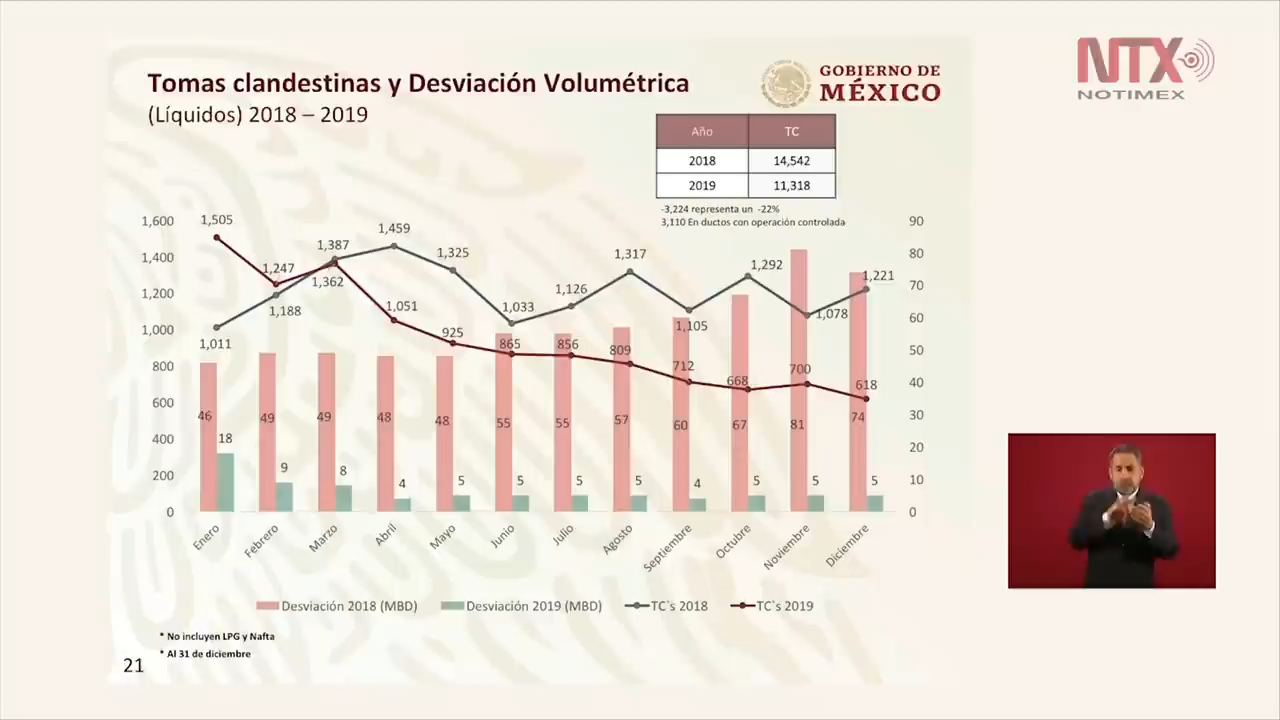 Tomas clandestinas y Desviación Volumétrica
(Líquidos) 2018 – 2019
GOBIERNO DE
MÉXICO
NTX
NOTIMEX
Año TC
2018 14,542
2019 11,318
-3,224 representa un -22%
3,110 En ductos con operación controlada
1,600
1,400
1,200
1,000
800
600
400
200
0
90
80
70
60
50
40
30
20
10
0
1,505
1,247
1,362
1,051
925
865
856
809
712
668
700
618
1,011
1,188
1,387
1,459
1,325
1,033
1,126
1,317
1,105
1,292
1,078
1,221
46
49
49
48
48
55
55
57
60
67
81
74
18
9
8
4
5
5
5
5
4
5
5
5
Enero
Febrero
Marzo
Abril
Mayo
Junio
Julio
Agosto
Septiembre
Octubre
Noviembre
Diciembre
Desviación 2018 (MBD) Desviación 2019 (MBD) TC`s 2018 TC`s 2019
* No incluyen LPG y Nafta
* Al 31 de diciembre
21